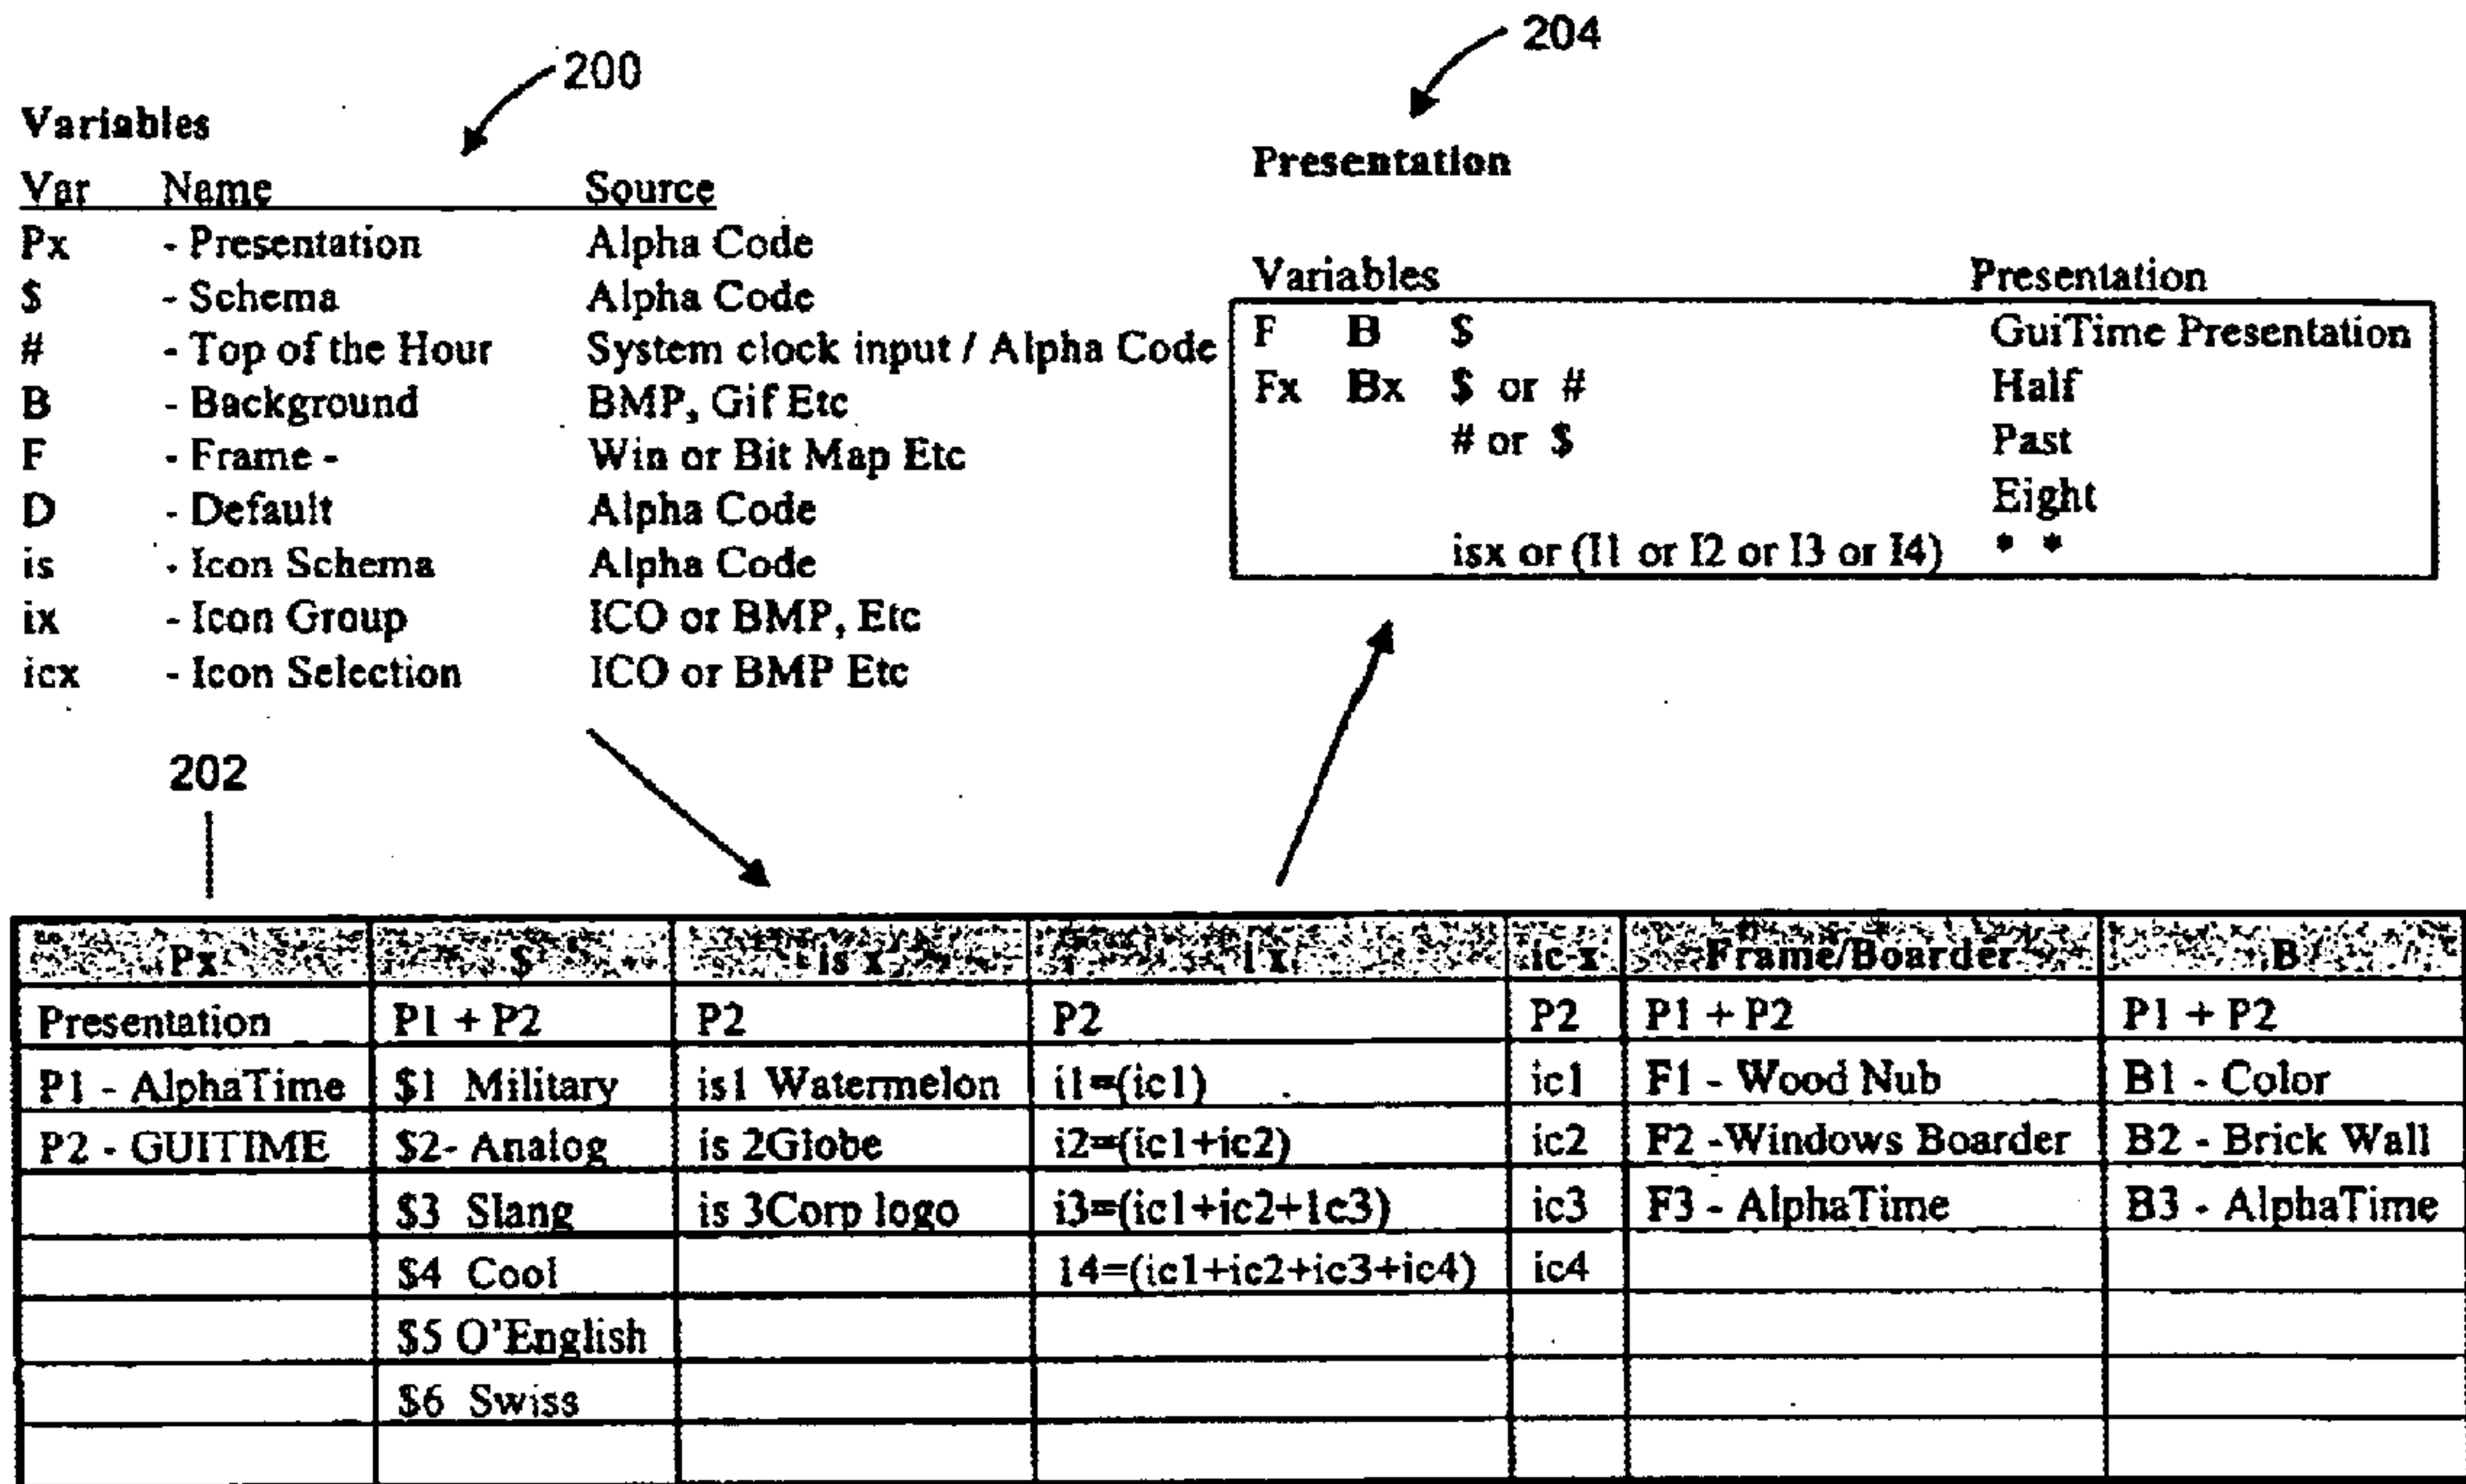 200
Variables
Var Name Source
Px - Presentation Alpha Code
$ - Schema Alpha Code
# - Top of the Hour System clock input / Alpha Code
B - Background BMP, Gif Etc
F - Frame - Win or Bit Map Etc
D - Default Alpha Code
is - Icon Schema Alpha Code
ix - Icon Group ICO or BMP, Etc
icx - Icon Selection ICO or BMP Etc
204
Presentation
Variables Presentation
F B $ GuiTime Presentation
Fx Bx $ or # Half
# or $ Past
Eight
isx or (I1 or I2 or I3 or I4) * *
202
Px $ is x i x ic x Frame/Boarder B
Presentation P1 + P2 P2 P2 P2 P1 + P2 P1 + P2
P1 - AlphaTime $1 Military is1 Watermelon i1=(ic1) ic1 F1 - Wood Nub B1 - Color
P2 - GUITIME $2- Analog is 2Globe i2=(ic1+ic2) ic2 F2 -Windows Boarder B2 - Brick Wall
$3 Slang is 3Corp logo i3=(ic1+ic2+1c3) ic3 F3 - AlphaTime B3 - AlphaTime
$4 Cool 14=(ic1+ic2+ic3+ic4) ic4
$5 O'English
$6 Swiss